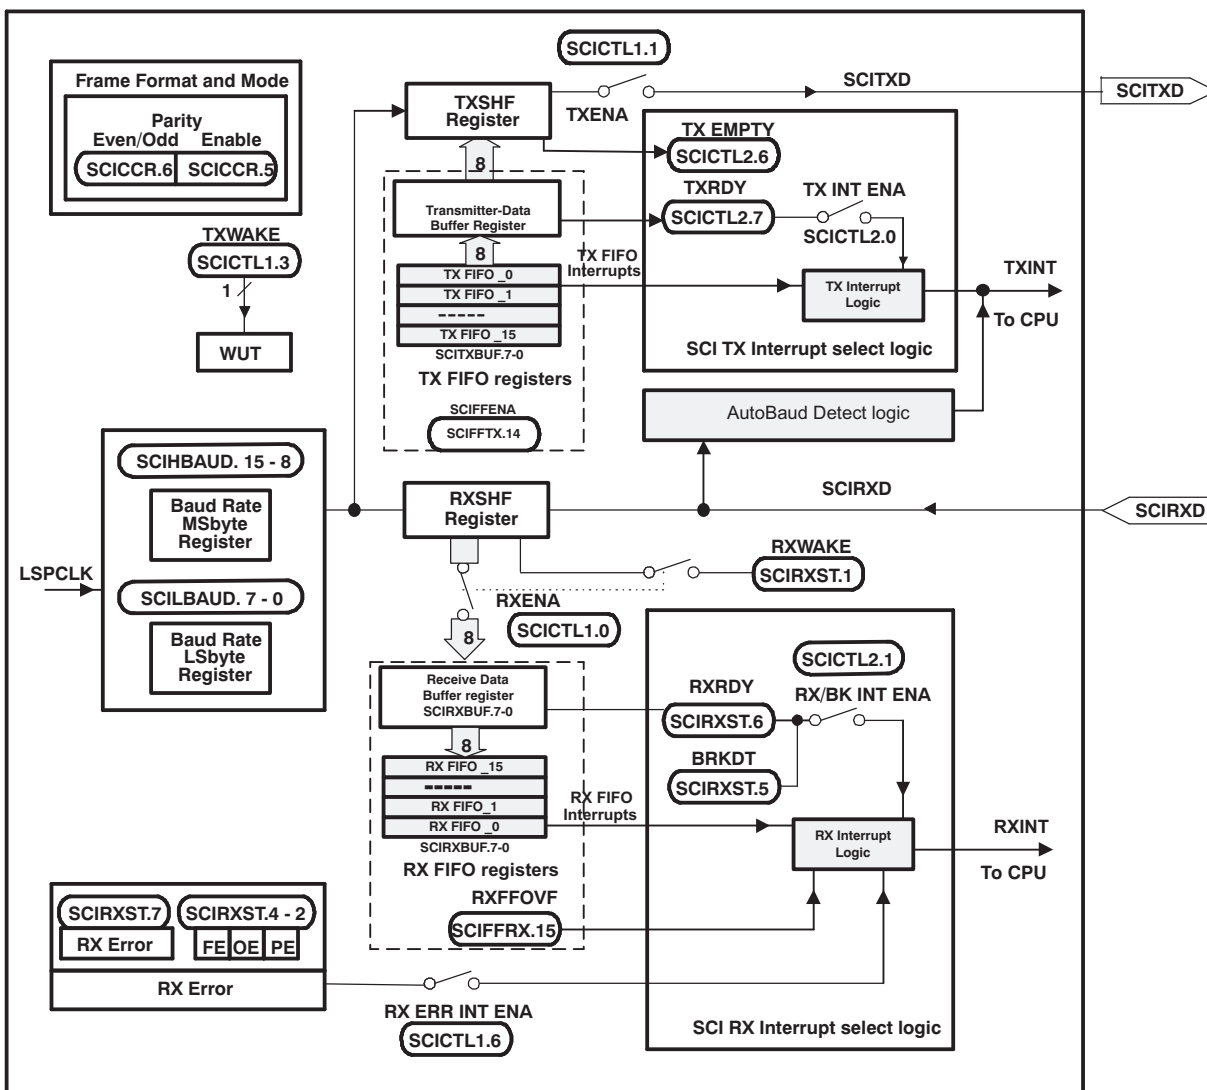 SCICTL1.1
Frame Format and Mode
Parity
Even/Odd Enable
SCICCR.6 SCICCR.5
TXSHF
Register
TXENA
SCITXD
SCITXD
8
TX EMPTY
SCICTL2.6
TXRDY
SCICTL2.7
TX INT ENA
SCICTL2.0
Transmitter-Data
Buffer Register
8
TX FIFO
Interrupts
TX FIFO _0
TX FIFO _1
-----
TX FIFO _15
SCITXBUF.7-0
TX FIFO registers
SCIFFENA
SCIFFTX.14
TX Interrupt
Logic
SCI TX Interrupt select logic
TXINT
To CPU
TXWAKE
SCICTL1.3
1
WUT
AutoBaud Detect logic
SCIHBAUD. 15 - 8
Baud Rate
MSbyte
Register
LSPCLK
SCILBAUD. 7 - 0
Baud Rate
LSbyte
Register
RXSHF
Register
SCIRXD
SCIRXD
RXWAKE
SCIRXST.1
RXENA
SCICTL1.0
8
Receive Data
Buffer register
SCIRXBUF.7-0
8
RX FIFO _15
-----
RX FIFO_1
RX FIFO _0
SCIRXBUF.7-0
RX FIFO registers
RX FIFO
Interrupts
RXFFOVF
SCIFFRX.15
SCICTL2.1
RXRDY
RX/BK INT ENA
SCIRXST.6
BRKDT
SCIRXST.5
RX Interrupt
Logic
RXINT
To CPU
SCI RX Interrupt select logic
SCIRXST.7 SCIRXST.4 - 2
RX Error FE OE PE
RX Error
RX ERR INT ENA
SCICTL1.6